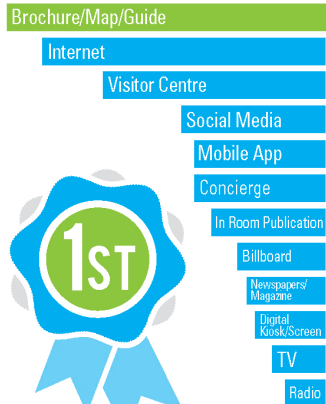 Brochure/Map/Guide
Internet
Visitor Centre
Social Media
Mobile App
Concierge
In Room Publication
Billboard
Newspapers/
Magazine
Digital
Kiosk/Screen
TV
Radio
1ST